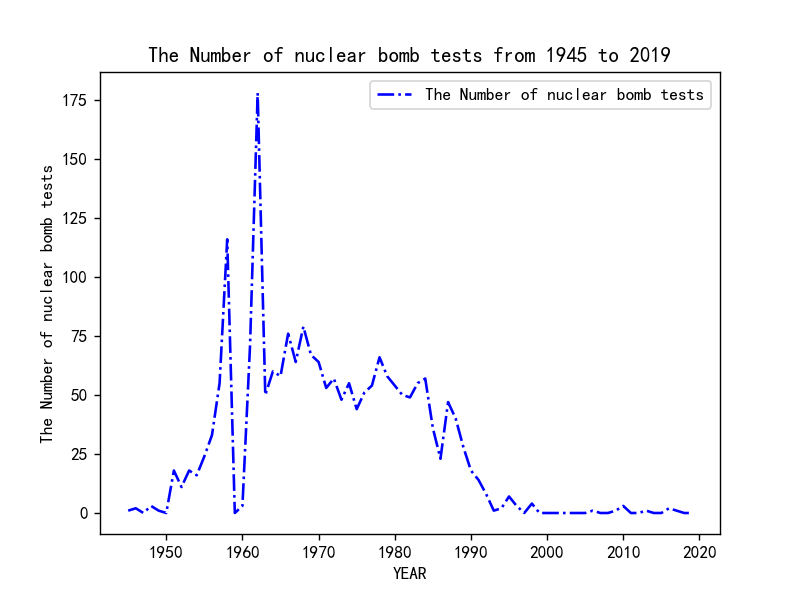 The Number of nuclear bomb tests from 1945 to 2019
The Number of nuclear bomb tests
The Number of nuclear bomb tests
175
150
125
100
75
50
25
0
1950 1960 1970 1980 1990 2000 2010 2020
YEAR